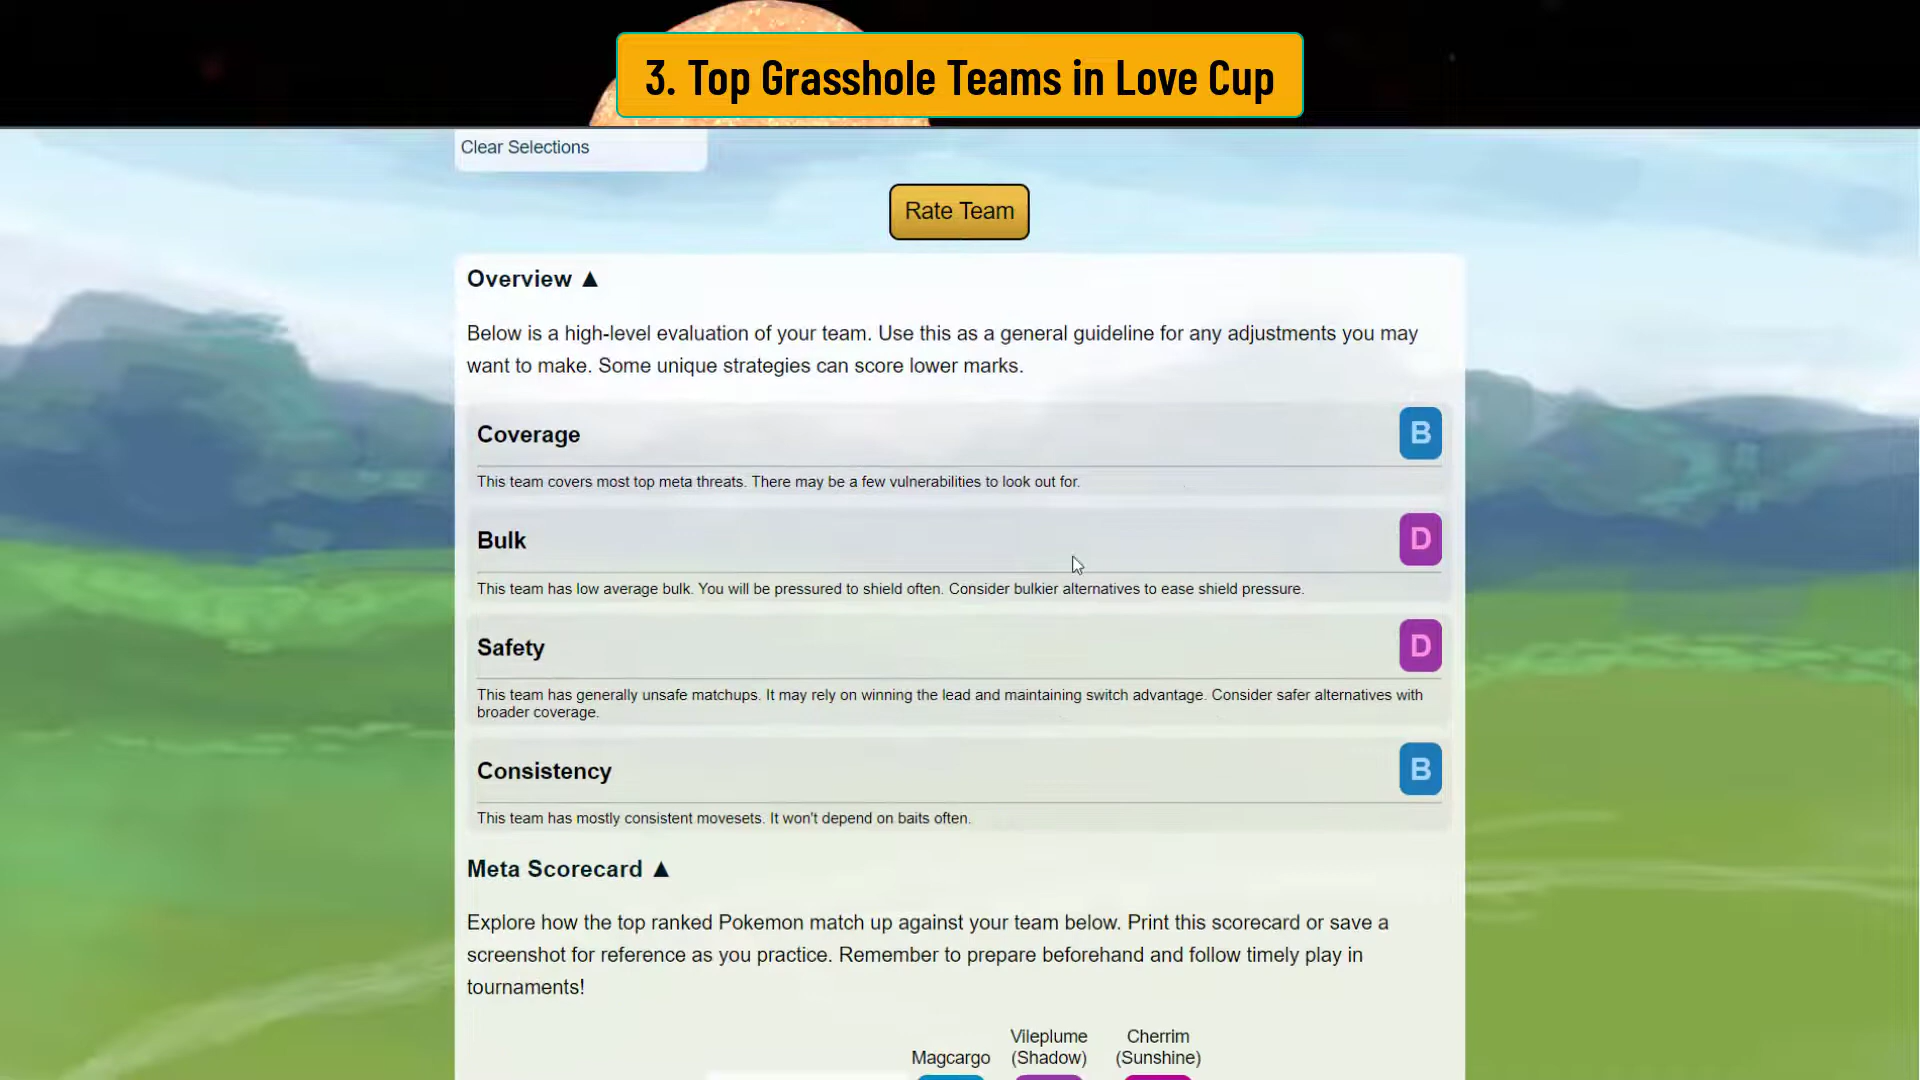 3. Top Grasshole Teams in Love Cup
Clear Selections
Rate Team
Overview ▲
Below is a high-level evaluation of your team. Use this as a general guideline for any adjustments you may
want to make. Some unique strategies can score lower marks.
Coverage
B
This team covers most top meta threats. There may be a few vulnerabilities to look out for.
Bulk
D
This team has low average bulk. You will be pressured to shield often. Consider bulkier alternatives to ease shield pressure.
Safety
D
This team has generally unsafe matchups. It may rely on winning the lead and maintaining switch advantage. Consider safer alternatives with
broader coverage.
Consistency
B
This team has mostly consistent movesets. It won't depend on baits often.
Meta Scorecard ▲
Explore how the top ranked Pokemon match up against your team below. Print this scorecard or save a
screenshot for reference as you practice. Remember to prepare beforehand and follow timely play in
tournaments!
Magcargo
Vileplume
(Shadow)
Cherrim
(Sunshine)